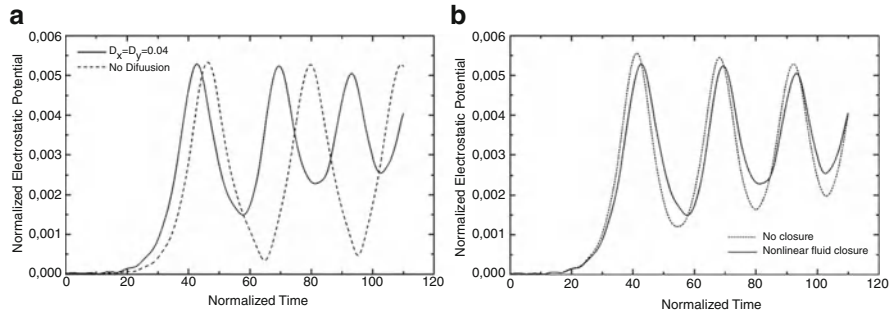 a
Normalized Electrostatic Potential
0,006
0,005
0,004
0,003
0,002
0,001
0,000
0 20 40 60 80 100 120
Normalized Time
Dx=Dy=0.04
No Difuusion
b
Normalized Electrostatic Potential
0,006
0,005
0,004
0,003
0,002
0,001
0,000
0 20 40 60 80 100 120
Normalized Time
No closure
Nonlinear fluid closure